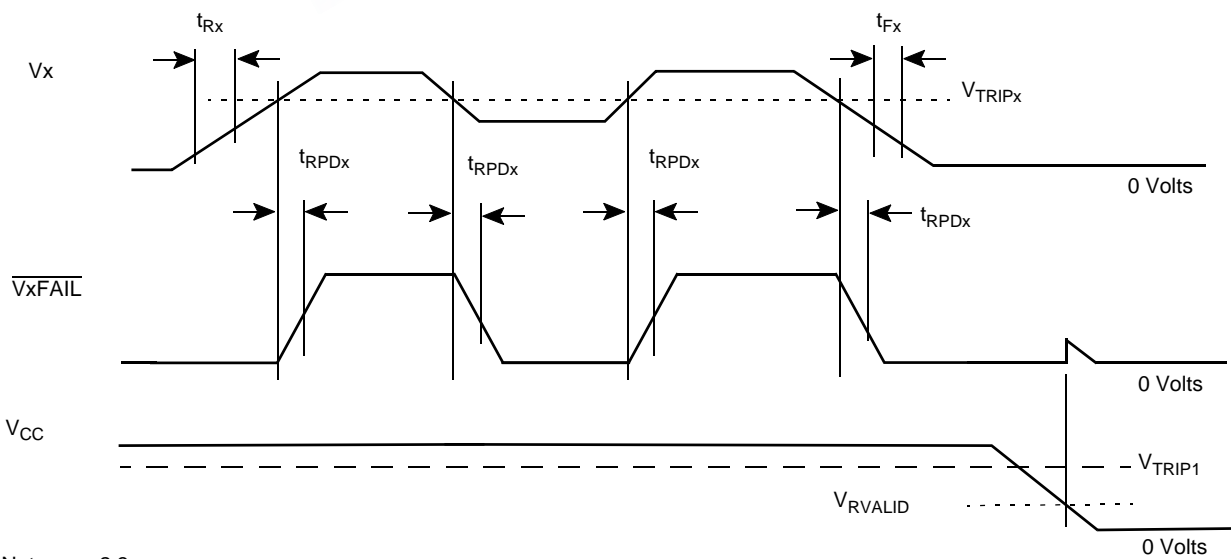 tRx
tFx
Vx
VTRIPx
tRPDx
tRPDx
tRPDx
0 Volts
tRPDx
VxFAIL
0 Volts
VCC
VTRIP1
VRVALID
0 Volts